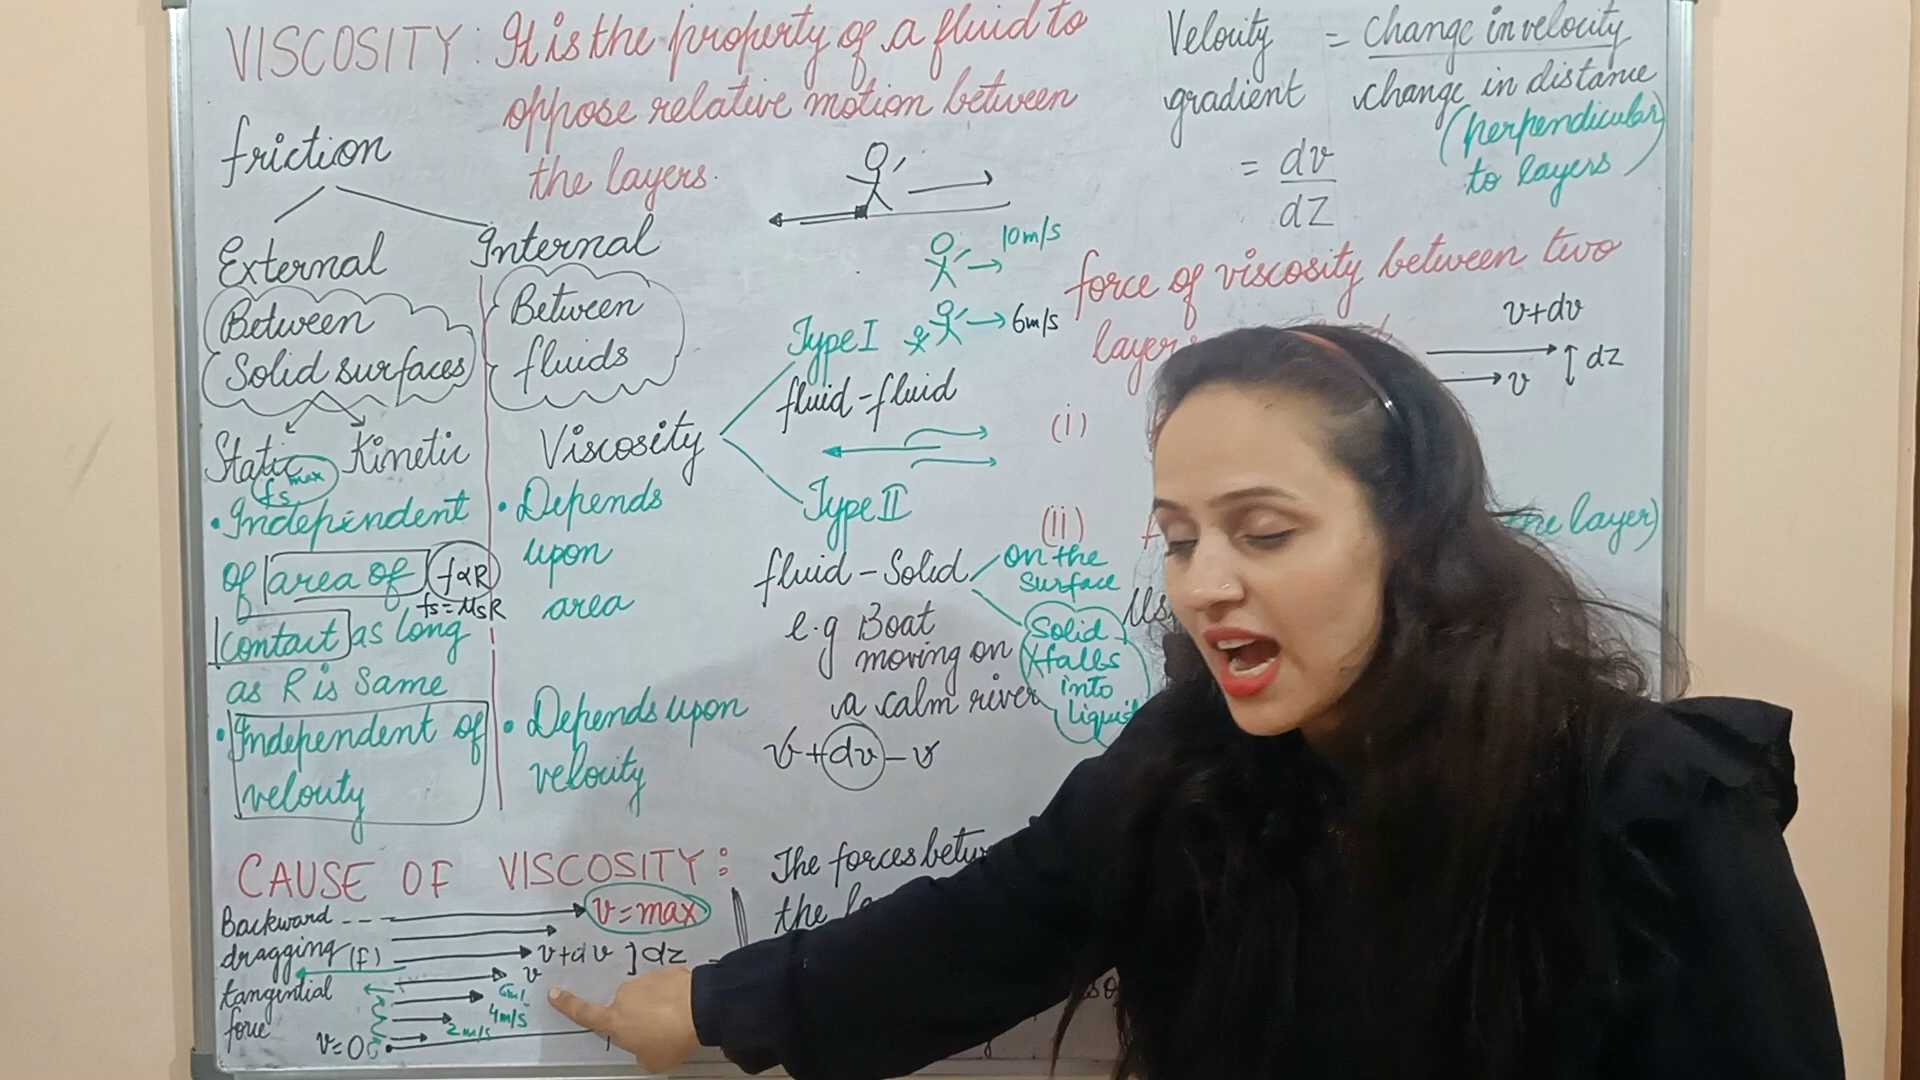 VISCOSITY: It is the property of a fluid to
oppose relative motion between
the layers.
friction
External
Internal
Between
Solid surfaces
Between
fluids
Static Kinetic
fs max
• Independent
of area of f∝R
fs=μsR
contact as long
as R is Same
• Independent of
velocity
Viscosity
• Depends
upon
area
• Depends upon
velocity
10m/s
6m/s
Type I
fluid-fluid
Type II
fluid-Solid
on the
surface
Solid
falls
into
liquid
e.g Boat
moving on
a calm river
v+dv-v
Velocity = change in velocity
gradient change in distance
(perpendicular
to layers)
= dv
dZ
force of viscosity between two
layer
v+dv
dz
v
(i)
(ii)
the layer)
CAUSE OF VISCOSITY:
Backward
v=max
dragging (F)
v+dv ] dz
tangential
v
force
4m/s
2m/s
v=0
The forces
the